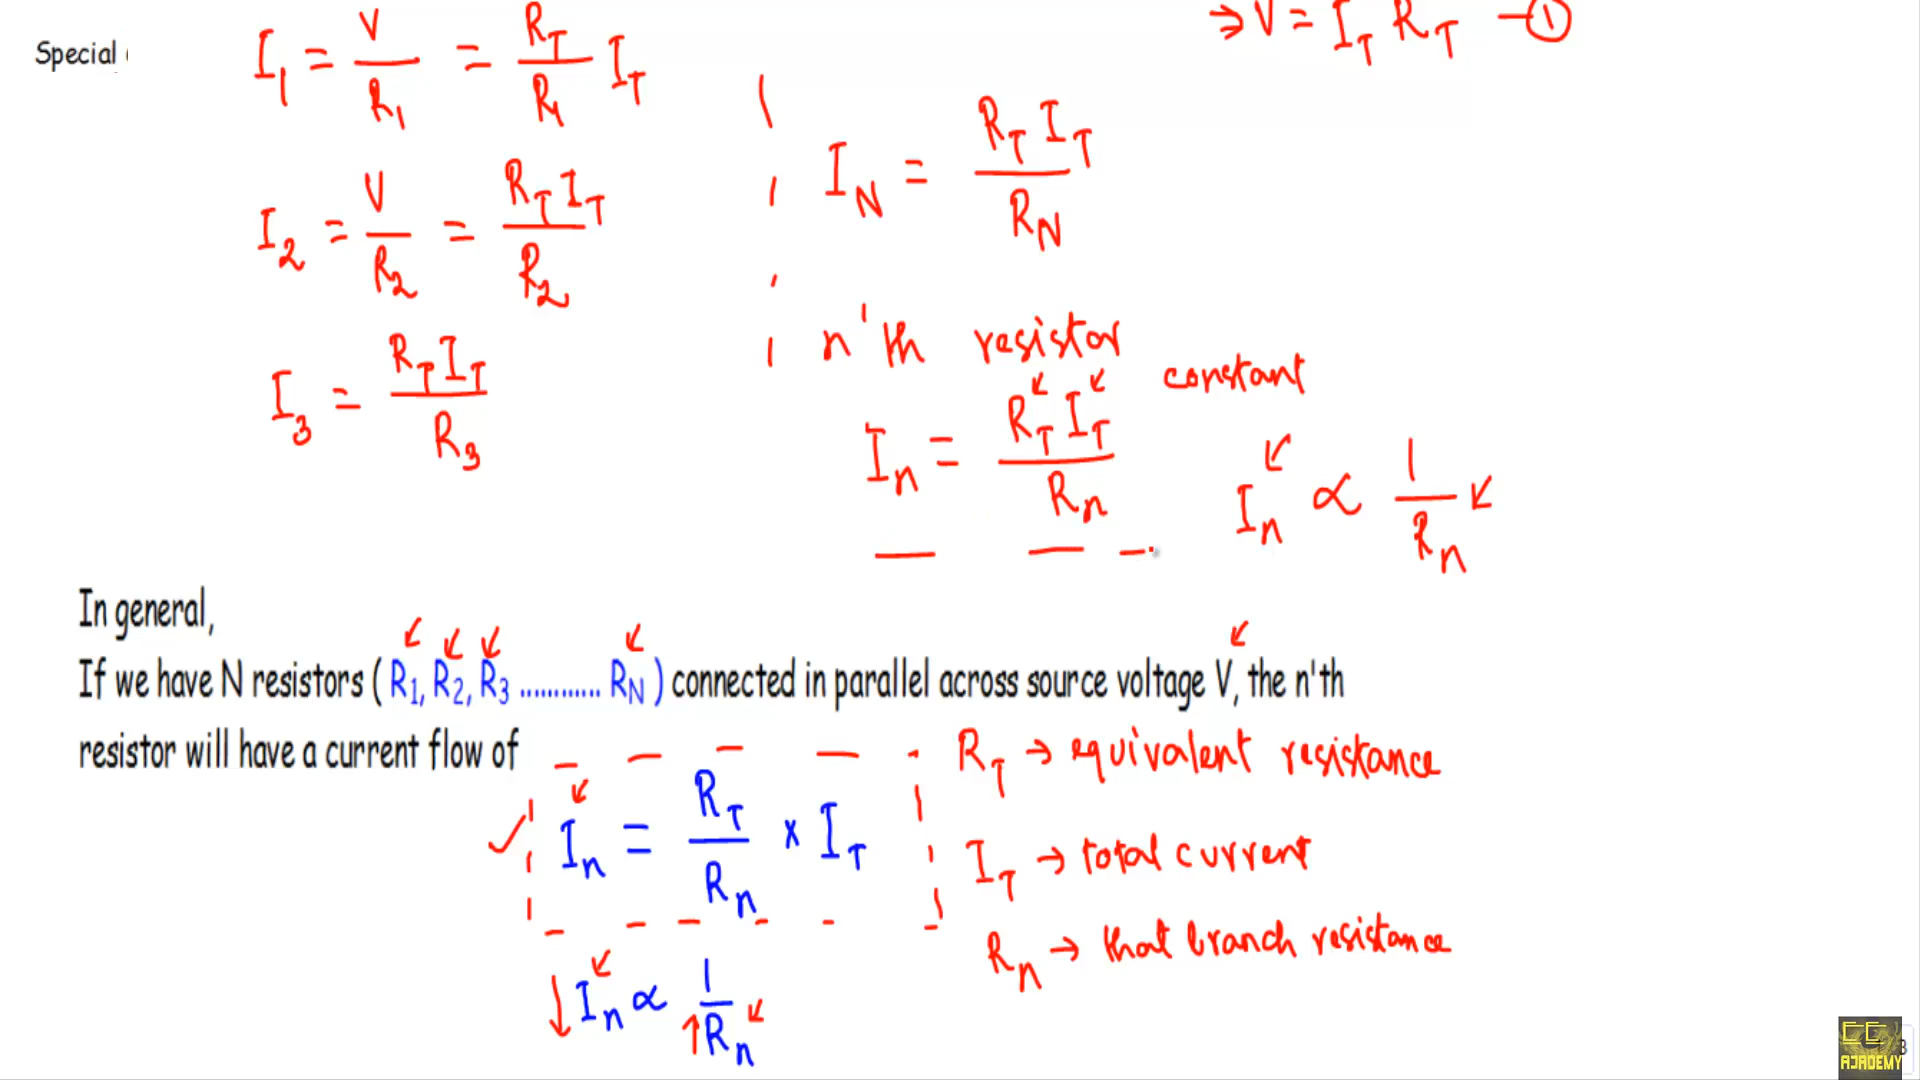 Special
I1 = V/R1 = RT/R1 IT
⇒ V = IT RT — ①
I2 = V/R2 = RT IT/R2
I3 = RT IT/R3
IN = RT IT/RN
n'th resistor
constant
In = RT IT/Rn
In ∝ 1/Rn
In general,
If we have N resistors ( R1, R2, R3 ............ RN ) connected in parallel across source voltage V, the n'th
resistor will have a current flow of
In = RT/Rn × IT
RT → equivalent resistance
IT → total current
Rn → that branch resistance
↓ In ∝ 1/↑Rn
EE
ACADEMY